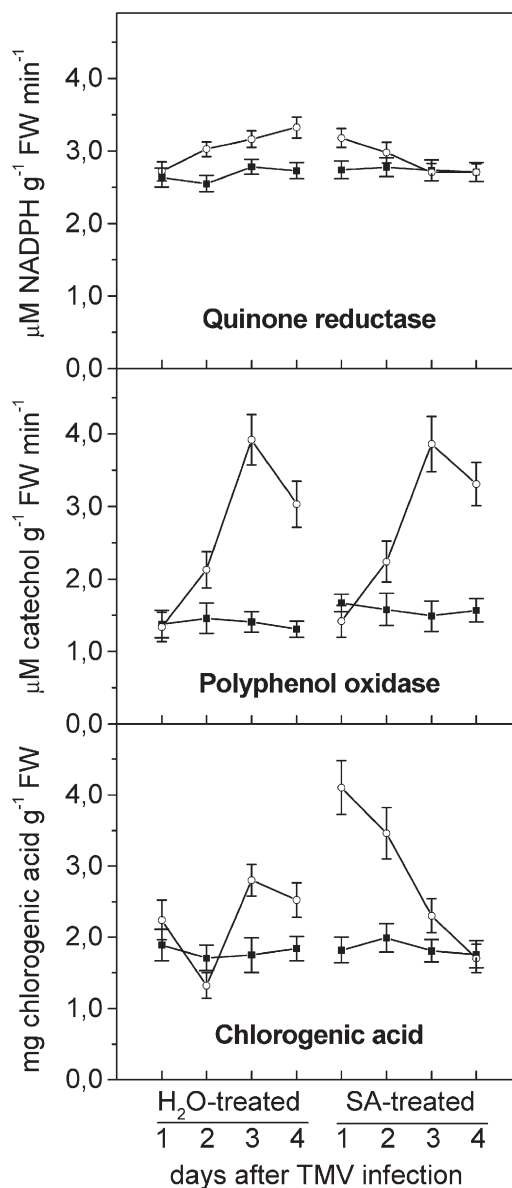 4,0
3,0
2,0
1,0
0,0
μM NADPH g⁻¹ FW min⁻¹
Quinone reductase
4,0
3,0
2,0
1,0
0,0
μM catechol g⁻¹ FW min⁻¹
Polyphenol oxidase
4,0
3,0
2,0
1,0
0,0
mg chlorogenic acid g⁻¹ FW
Chlorogenic acid
H₂O-treated SA-treated
1 2 3 4 1 2 3 4
days after TMV infection